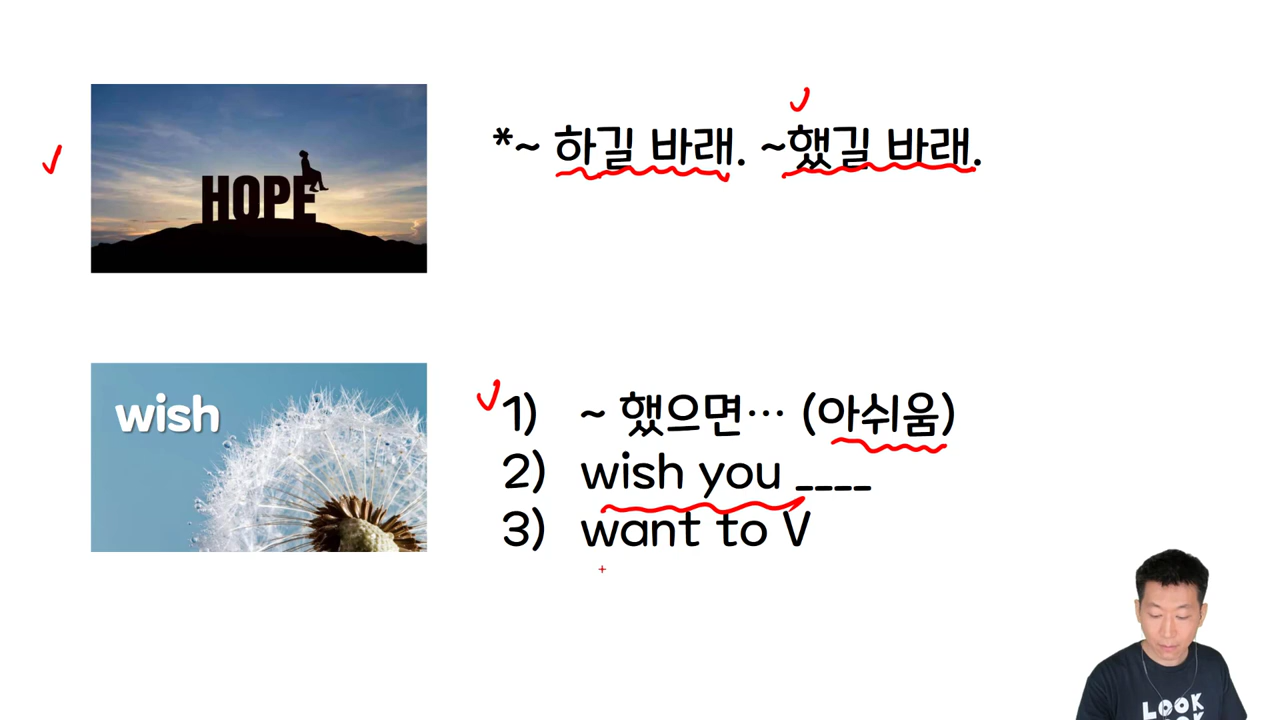 HOPE
*~ 하길 바래. ~했길 바래.
wish
1) ~ 했으면… (아쉬움)
2) wish you ____
3) want to V
LOOK